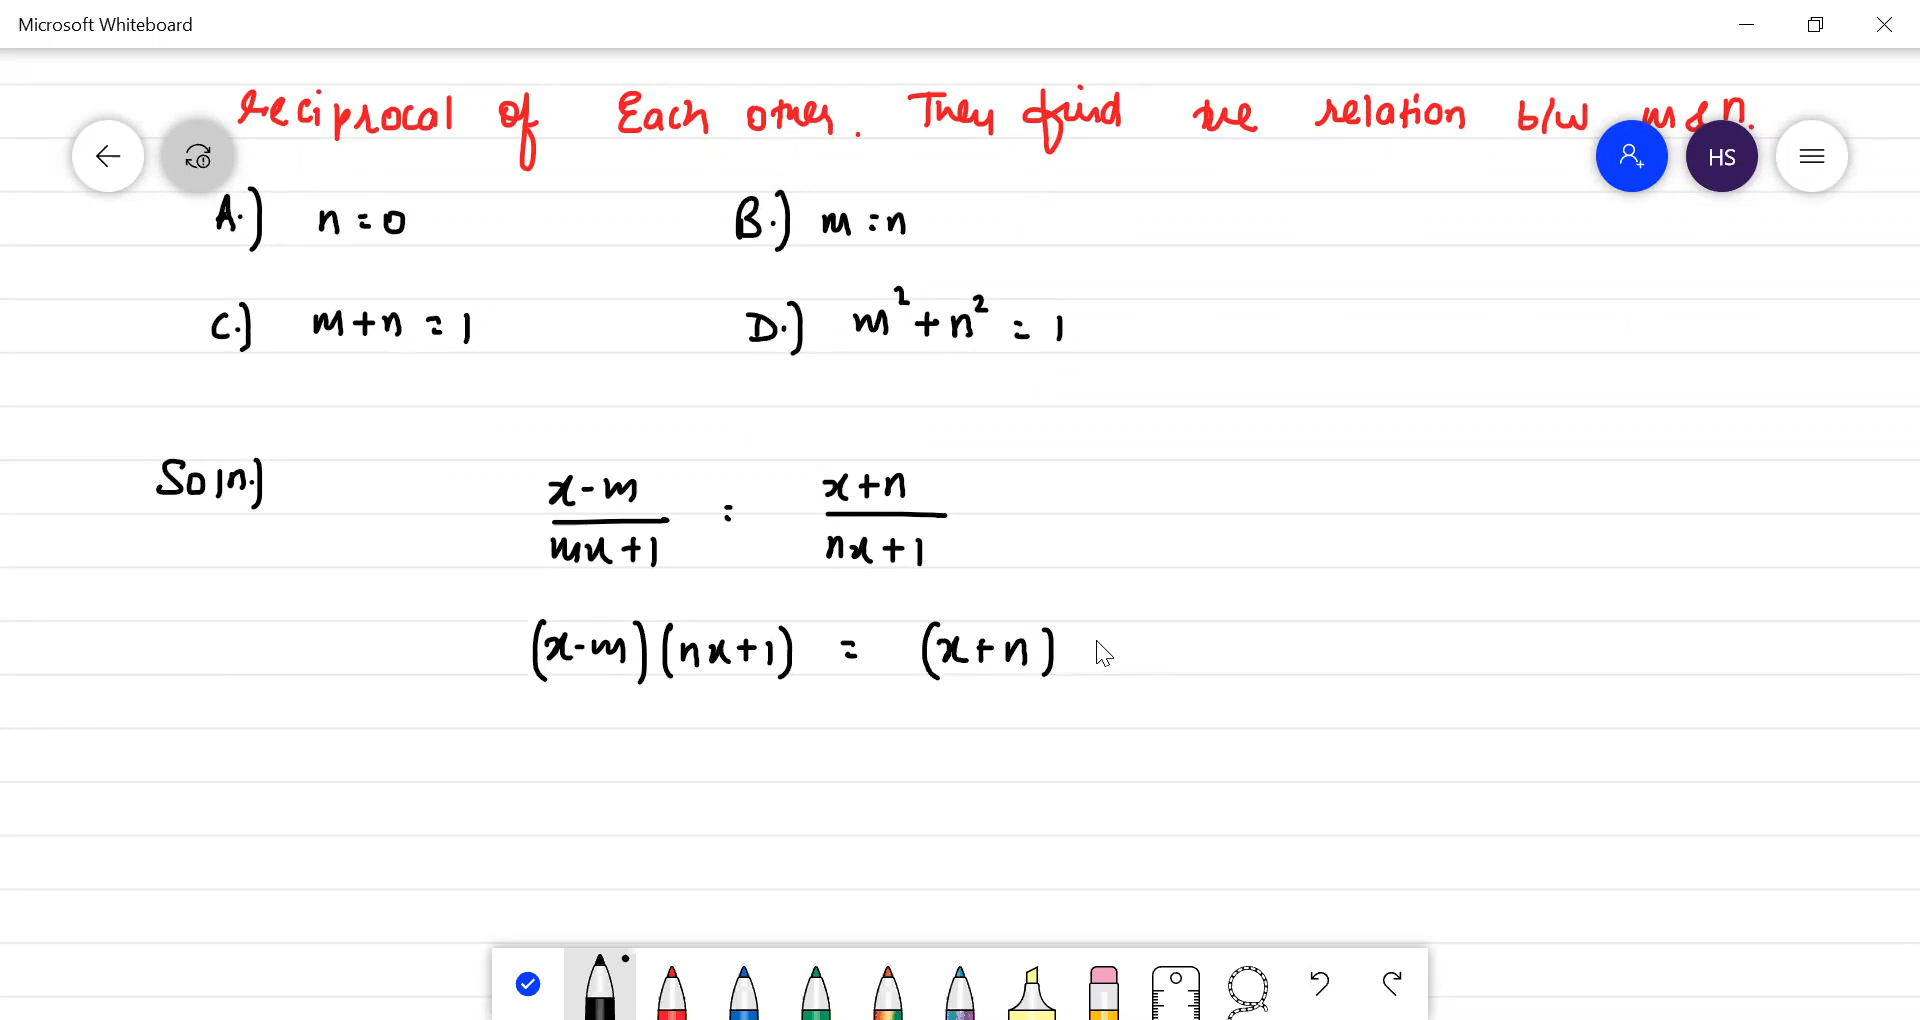 Microsoft Whiteboard
reciprocal of Each other. They find the relation b/w m & n.
HS
A.) n = 0 B.) m = n
C.) m + n = 1 D.) m² + n² = 1
Soln.) x - m / mx + 1 = x + n / nx + 1
(x - m) (nx + 1) = (x + n)